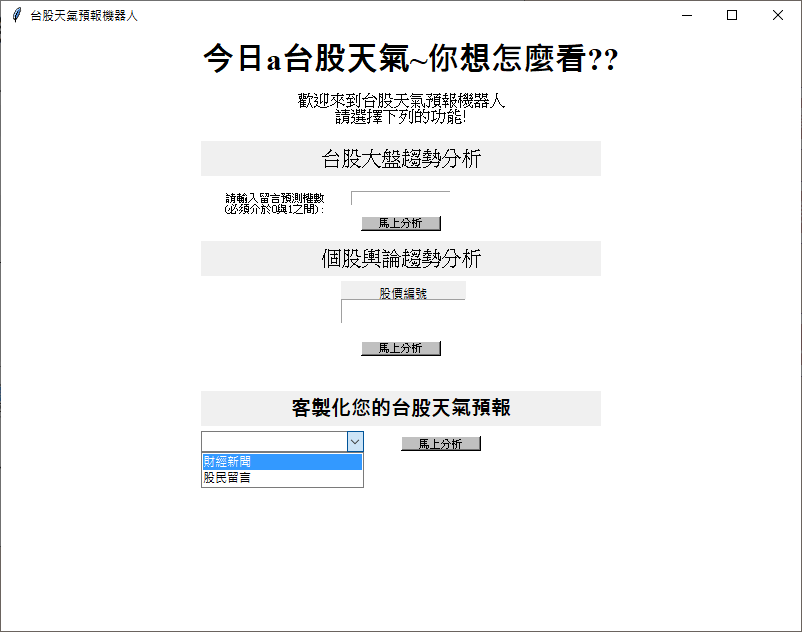 台股天氣預報機器人
今日a台股天氣~你想怎麼看??
歡迎來到台股天氣預報機器人
請選擇下列的功能!
台股大盤趨勢分析
請輸入留言預測權數
(必須介於0與1之間):
馬上分析
個股輿論趨勢分析
股價編號
馬上分析
客製化您的台股天氣預報
馬上分析
財經新聞
股民留言